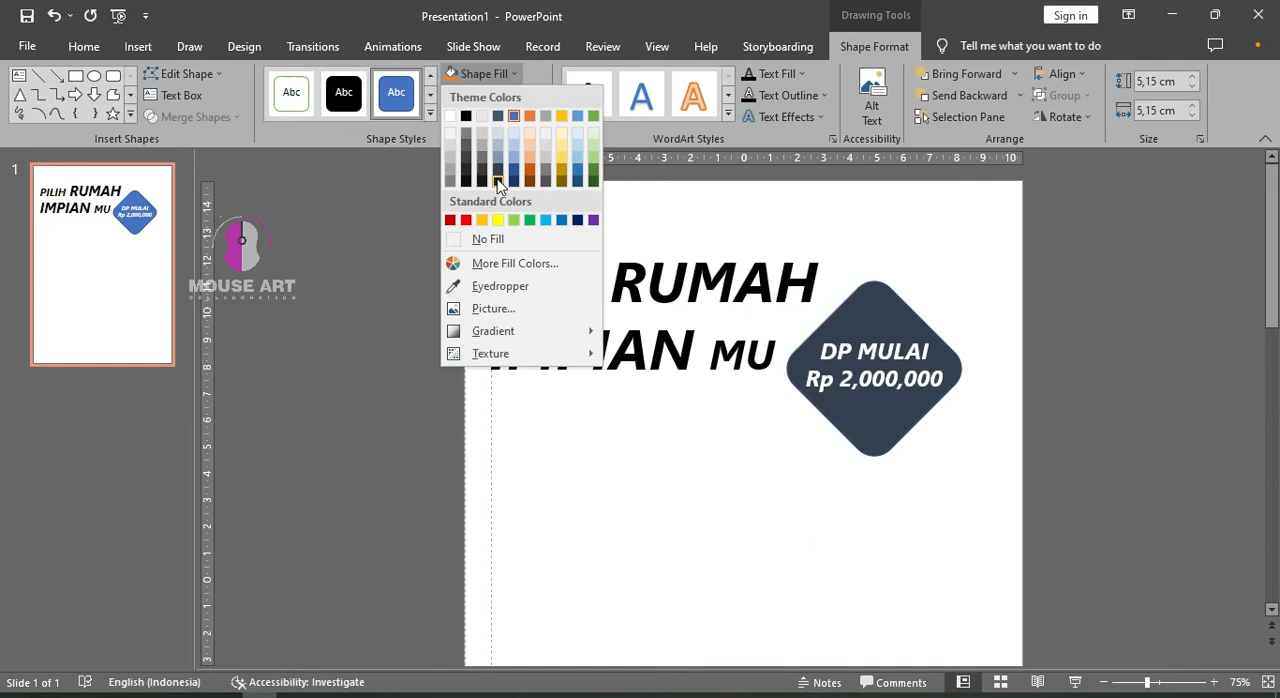 Presentation1 - PowerPoint
Drawing Tools
Sign in
File
Home
Insert
Draw
Design
Transitions
Animations
Slide Show
Record
Review
View
Help
Storyboarding
Shape Format
Tell me what you want to do
Edit Shape
Text Box
Merge Shapes
Insert Shapes
Abc
Abc
Abc
Shape Styles
Shape Fill
A
A
Text Fill
Text Outline
Text Effects
WordArt Styles
Alt
Text
Accessibility
Bring Forward
Send Backward
Selection Pane
Align
Group
Rotate
Arrange
5,15 cm
5,15 cm
Size
Theme Colors
Standard Colors
No Fill
More Fill Colors...
Eyedropper
Picture...
Gradient
Texture
1
PILIH RUMAH
IMPIAN MU
DP MULAI
Rp 2,000,000
MOUSE ART
RUMAH
IMPIAN MU
DP MULAI
Rp 2,000,000
Slide 1 of 1
English (Indonesia)
Accessibility: Investigate
Notes
Comments
75%